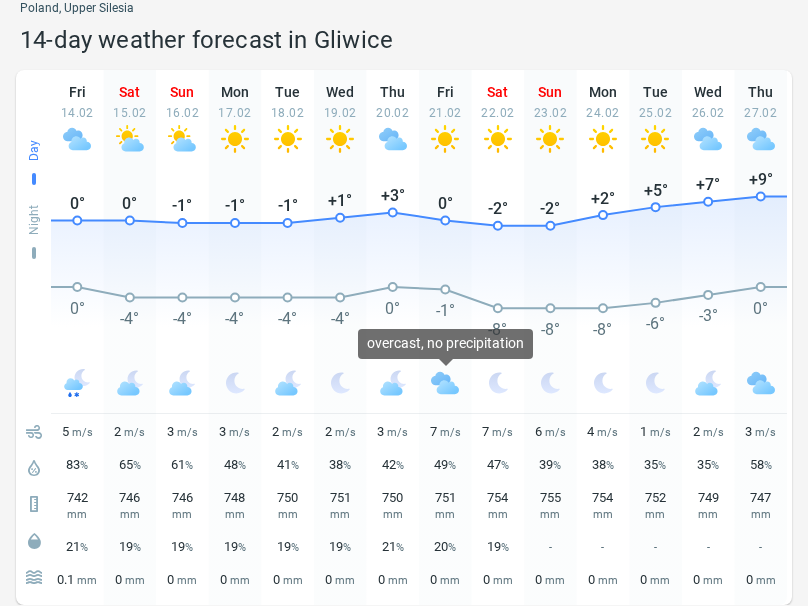 Poland, Upper Silesia
14-day weather forecast in Gliwice
Fri Sat Sun Mon Tue Wed Thu Fri Sat Sun Mon Tue Wed Thu
14.02 15.02 16.02 17.02 18.02 19.02 20.02 21.02 22.02 23.02 24.02 25.02 26.02 27.02
Day
0° 0° -1° -1° -1° +1° +3° 0° -2° -2° +2° +5° +7° +9°
Night
0° -4° -4° -4° -4° -4° 0° -1° -8° -8° -8° -6° -3° 0°
overcast, no precipitation
5 m/s 2 m/s 3 m/s 3 m/s 2 m/s 2 m/s 3 m/s 7 m/s 7 m/s 6 m/s 4 m/s 1 m/s 2 m/s 3 m/s
83% 65% 61% 48% 41% 38% 42% 49% 47% 39% 38% 35% 35% 58%
742 746 746 748 750 751 750 751 754 755 754 752 749 747
mm mm mm mm mm mm mm mm mm mm mm mm mm mm
21% 19% 19% 19% 19% 19% 21% 20% 19% - - - - -
0.1 mm 0 mm 0 mm 0 mm 0 mm 0 mm 0 mm 0 mm 0 mm 0 mm 0 mm 0 mm 0 mm 0 mm